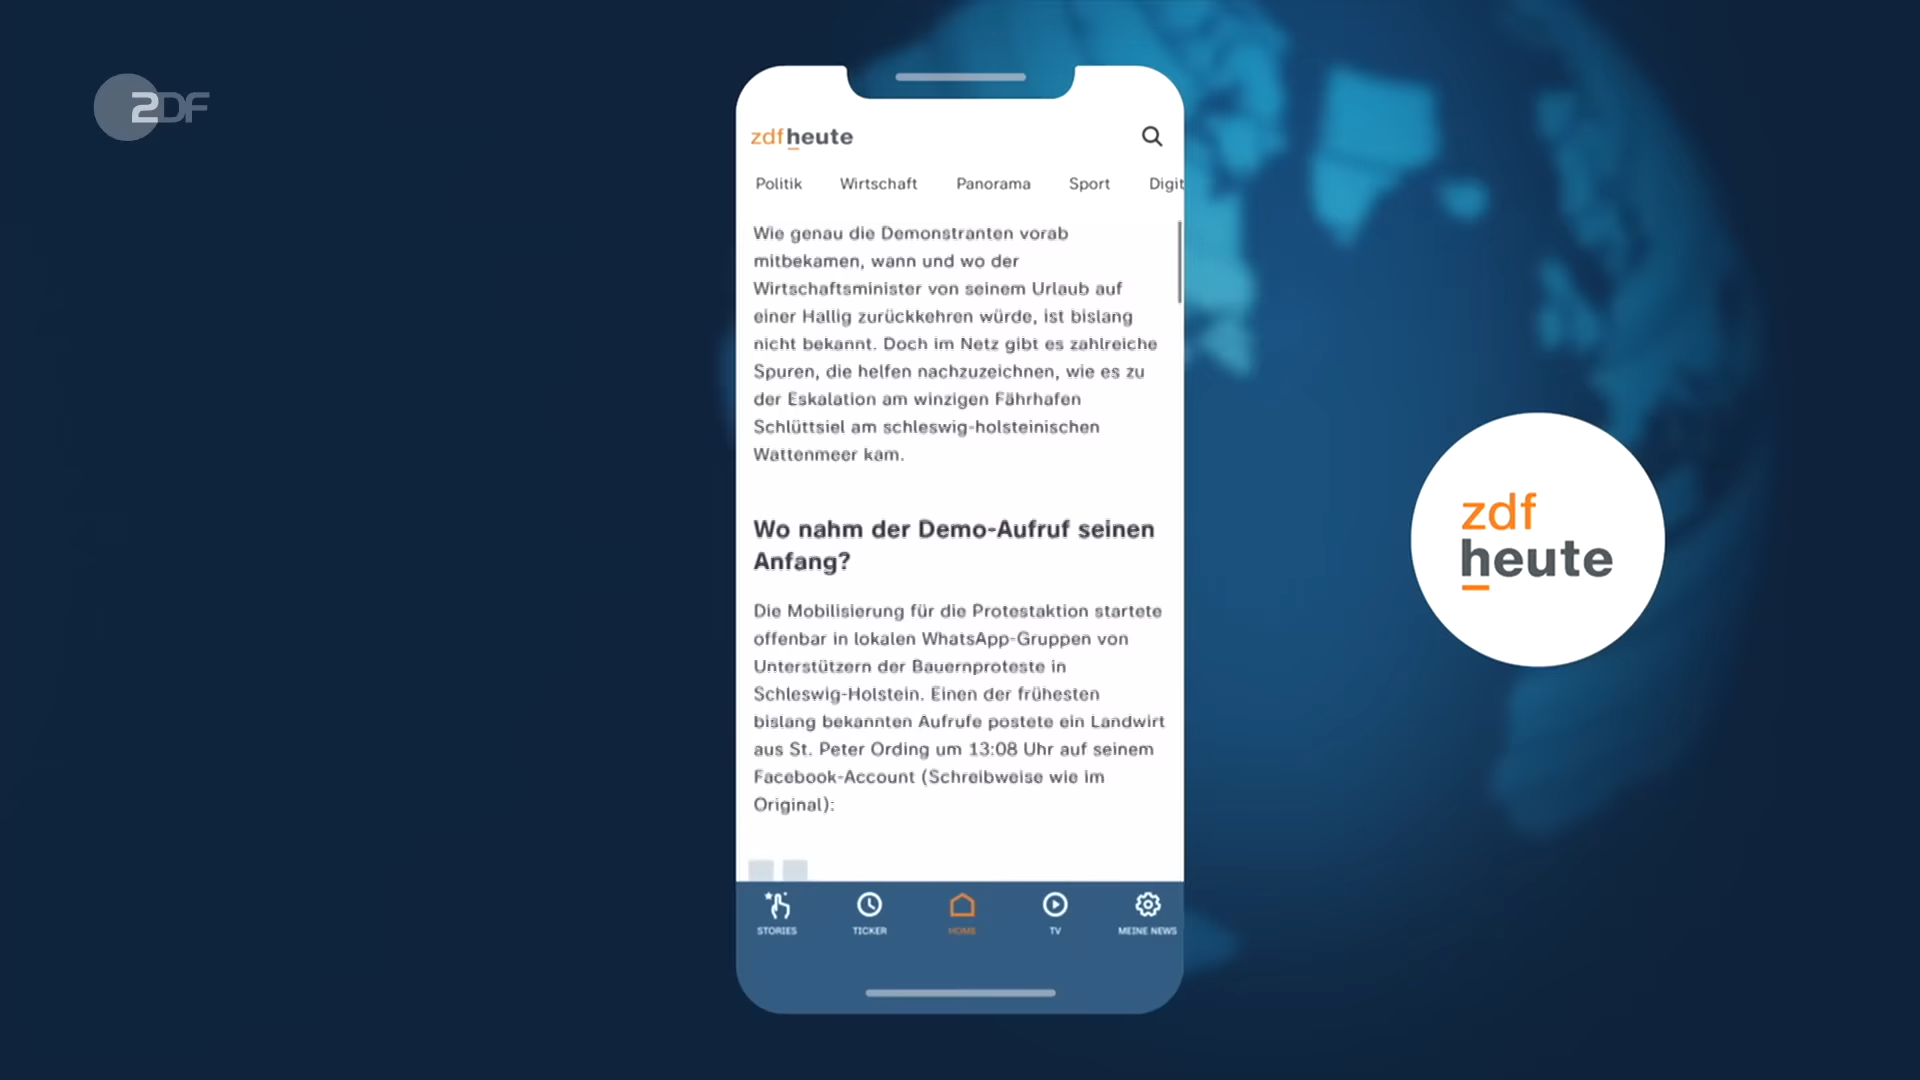 ZDF
zdfheute
Politik Wirtschaft Panorama Sport Digit
Wie genau die Demonstranten vorab
mitbekamen, wann und wo der
Wirtschaftsminister von seinem Urlaub auf
einer Hallig zurückkehren würde, ist bislang
nicht bekannt. Doch im Netz gibt es zahlreiche
Spuren, die helfen nachzuzeichnen, wie es zu
der Eskalation am winzigen Fährhafen
Schlüttsiel am schleswig-holsteinischen
Wattenmeer kam.
Wo nahm der Demo-Aufruf seinen
Anfang?
Die Mobilisierung für die Protestaktion startete
offenbar in lokalen WhatsApp-Gruppen von
Unterstützern der Bauernproteste in
Schleswig-Holstein. Einen der frühesten
bislang bekannten Aufrufe postete ein Landwirt
aus St. Peter Ording um 13:08 Uhr auf seinem
Facebook-Account (Schreibweise wie im
Original):
STORIES TICKER HOME TV MEINE NEWS
zdf
heute